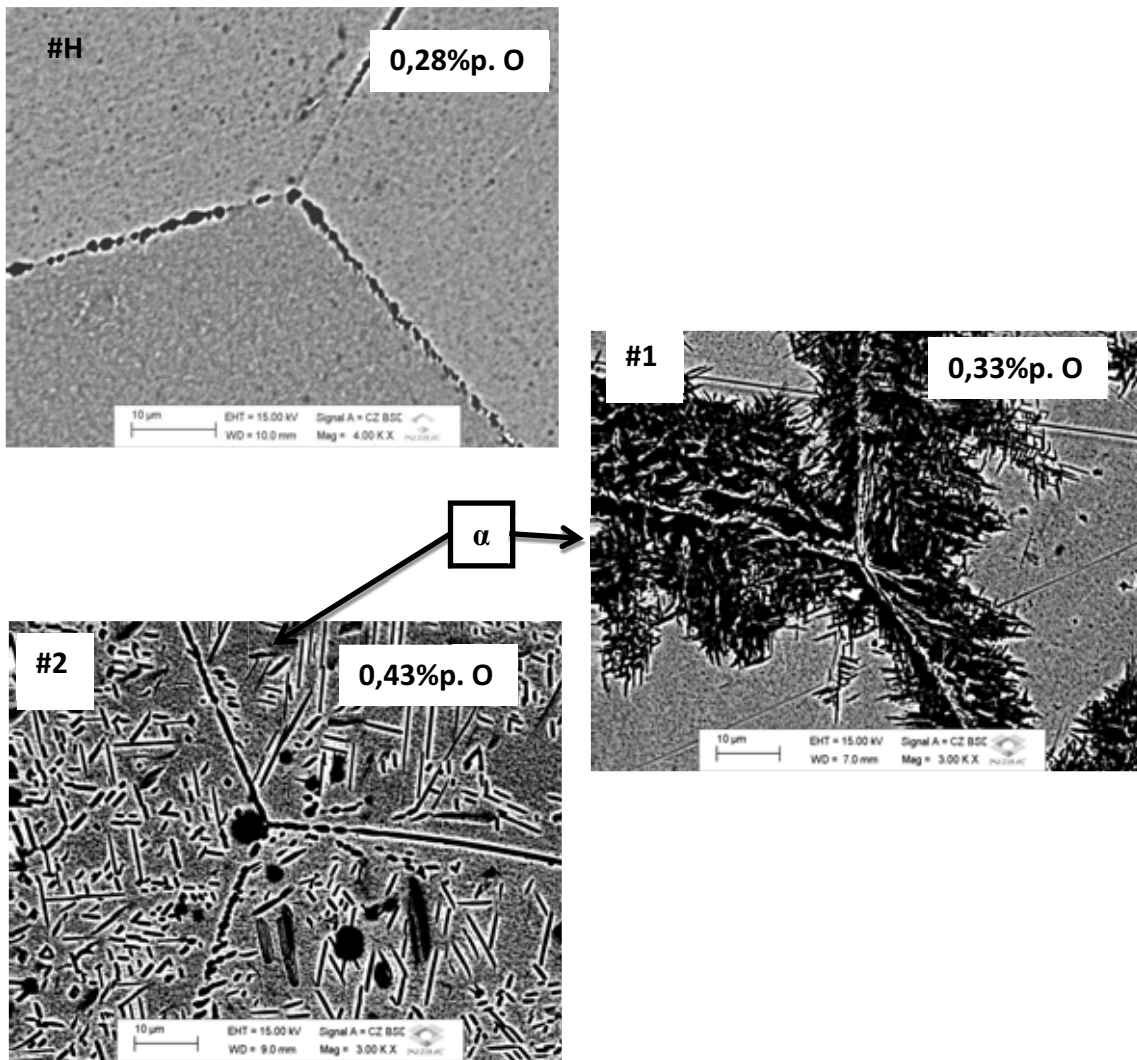 #H
0,28%p. O
10 µm EHT = 15.00 kV Signal A = CZ BSD
WD = 10.0 mm Mag = 4.00 K X
#1
0,33%p. O
10 µm EHT = 15.00 kV Signal A = CZ BSD
WD = 7.0 mm Mag = 3.00 K X
α
#2
0,43%p. O
10 µm EHT = 15.00 kV Signal A = CZ BSD
WD = 9.0 mm Mag = 3.00 K X